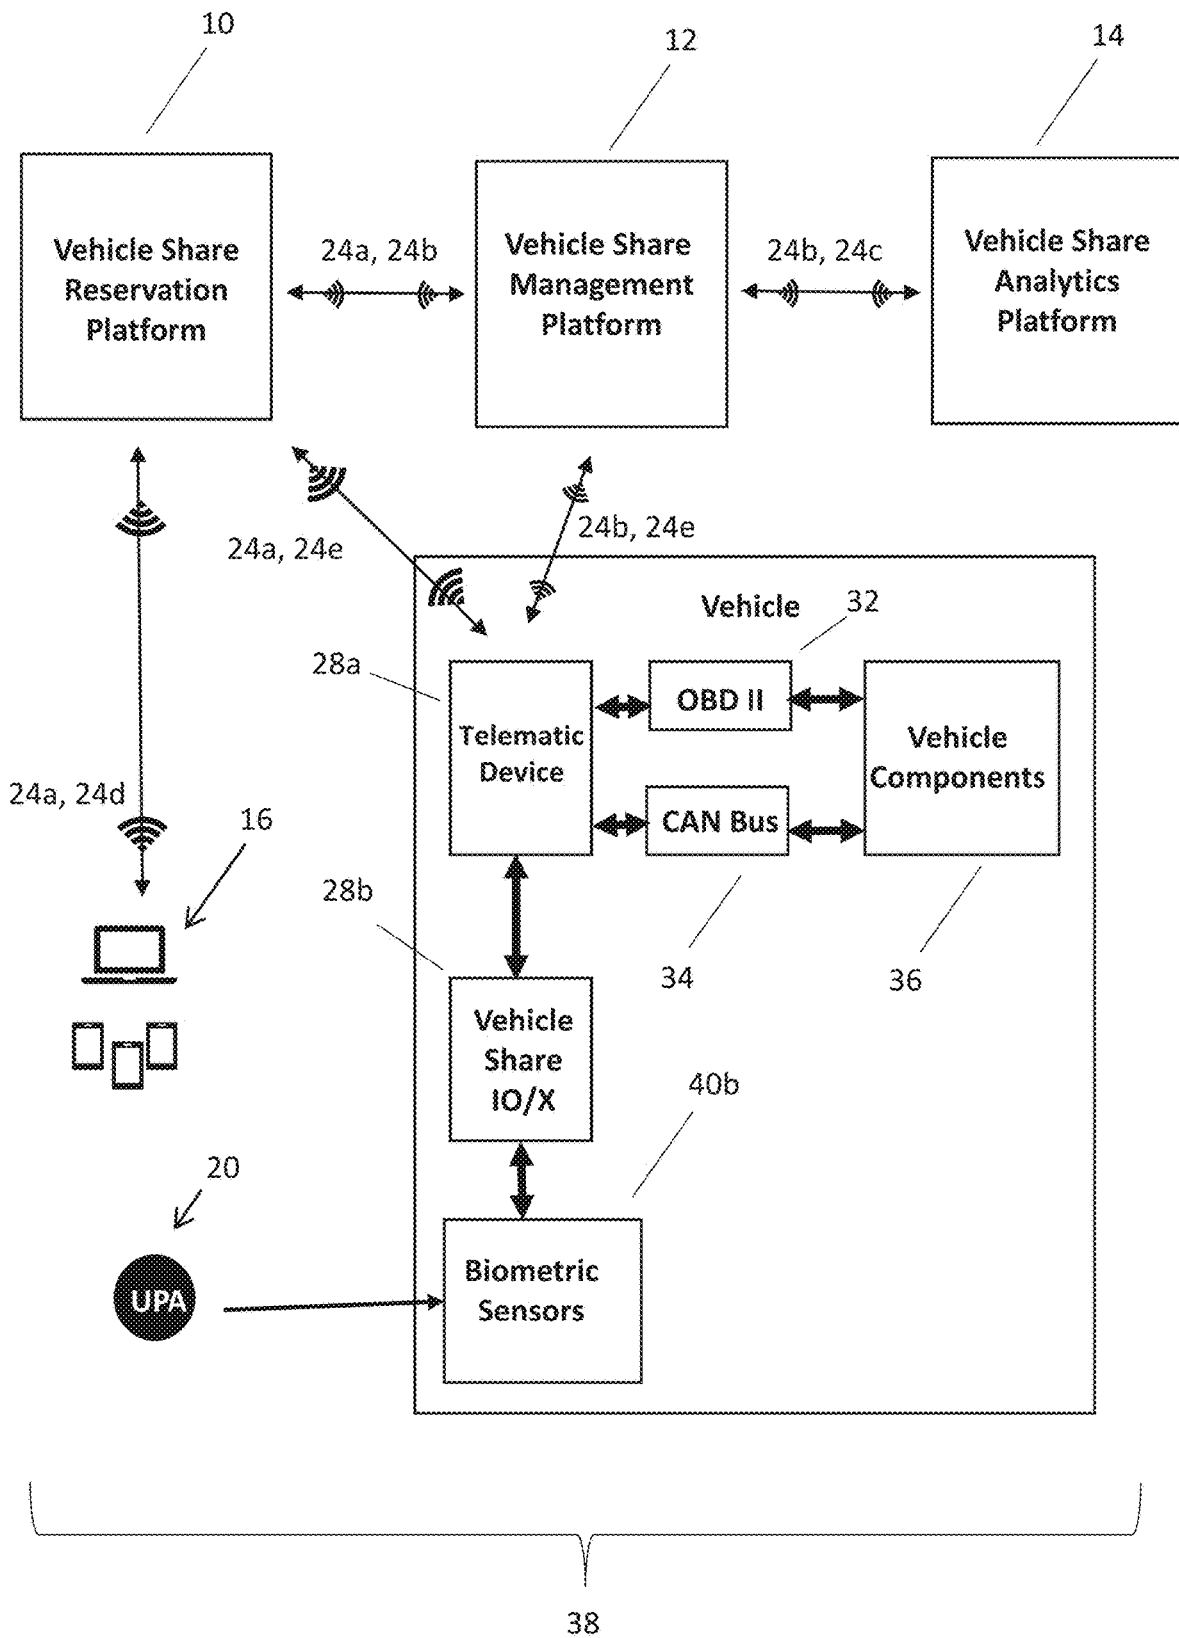 10
12
14
Vehicle Share
Reservation
Platform
24a, 24b
Vehicle Share
Management
Platform
24b, 24c
Vehicle Share
Analytics
Platform
24a, 24e
24b, 24e
Vehicle
32
28a
Telematic
Device
OBD II
Vehicle
Components
CAN Bus
24a, 24d
16
28b
34
36
Vehicle
Share
IO/X
40b
20
UPA
Biometric
Sensors
38